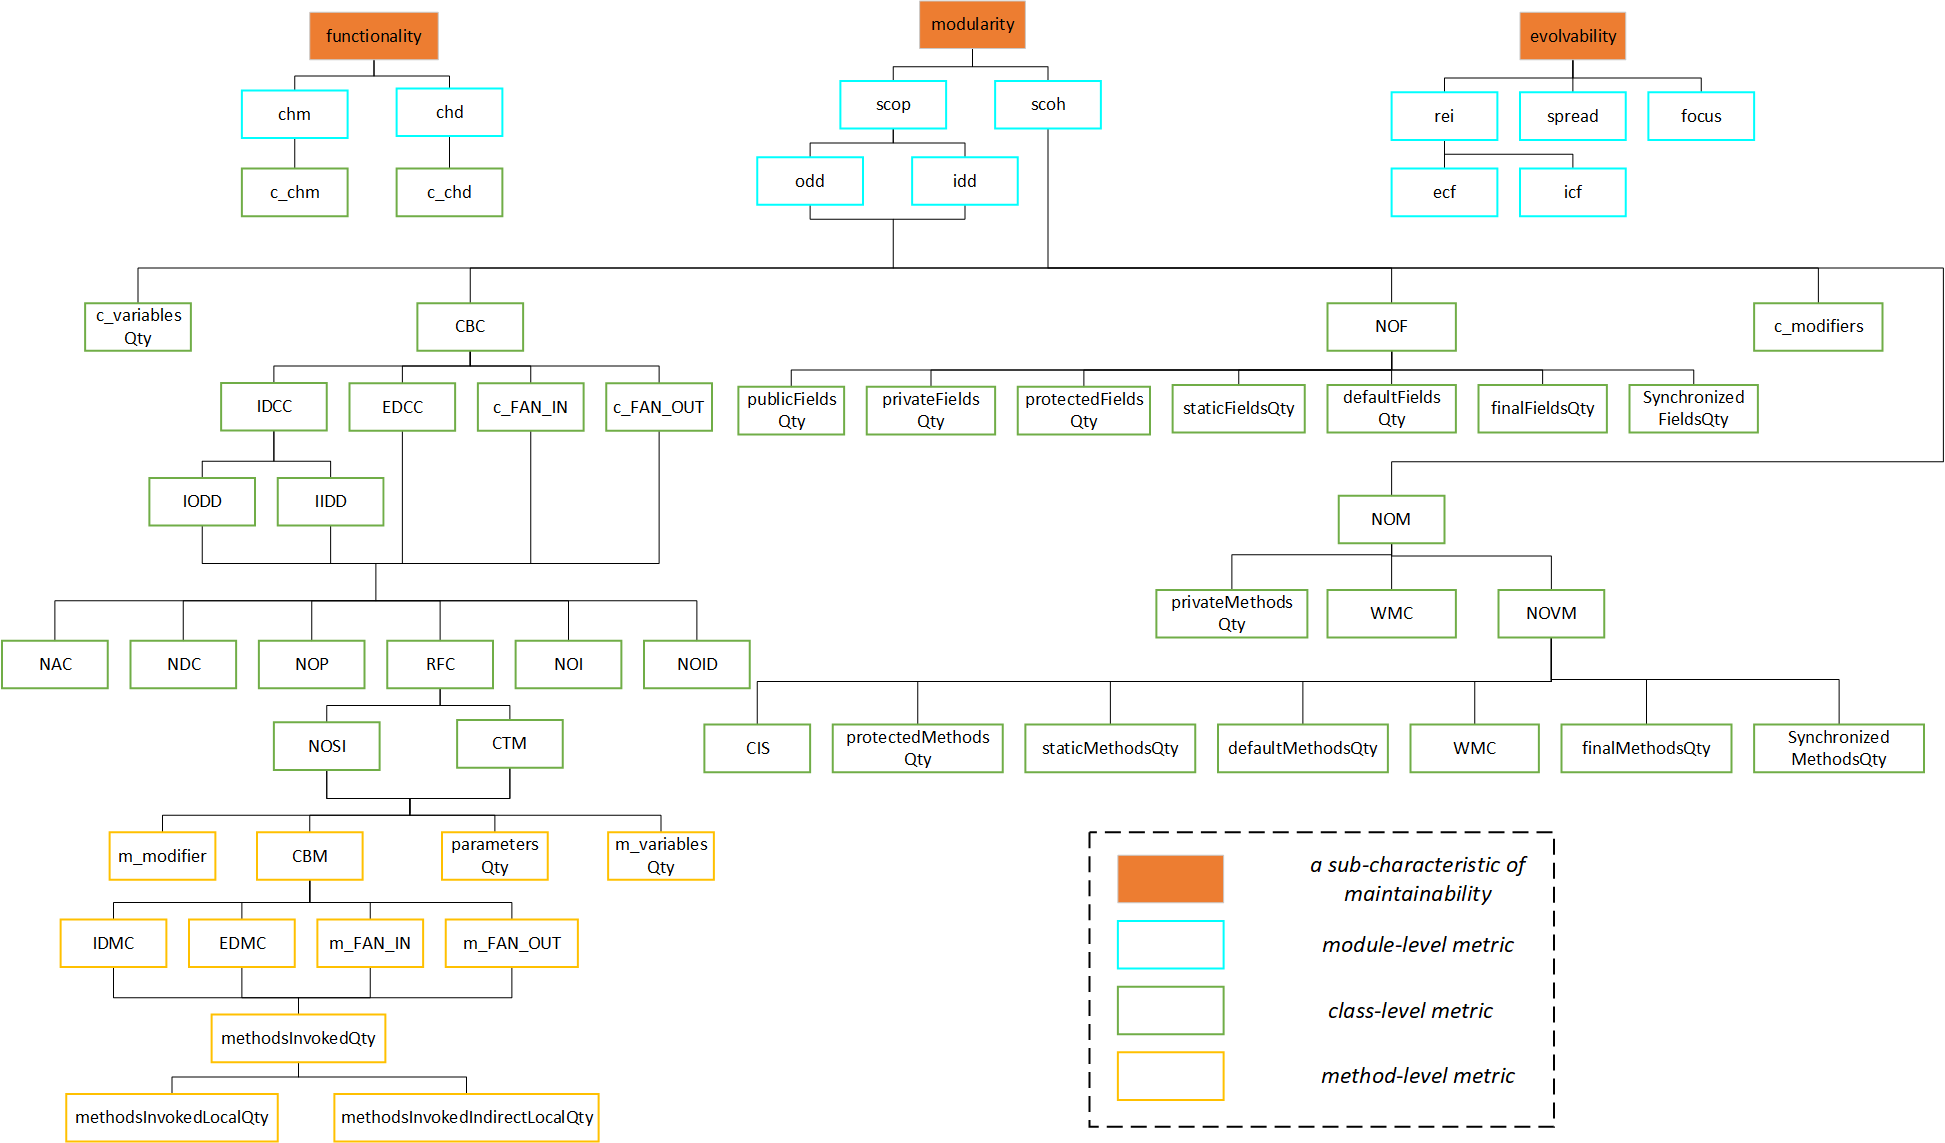 functionality
modularity
evolvability
chm
chd
scop
scoh
rei
spread
focus
c_chm
c_chd
odd
idd
ecf
icf
c_variables
Qty
CBC
NOF
c_modifiers
IDCC
EDCC
c_FAN_IN
c_FAN_OUT
publicFields
Qty
privateFields
Qty
protectedFields
Qty
staticFieldsQty
defaultFields
Qty
finalFieldsQty
Synchronized
FieldsQty
IODD
IIDD
NOM
privateMethods
Qty
WMC
NOVM
NAC
NDC
NOP
RFC
NOI
NOID
NOSI
CTM
CIS
protectedMethods
Qty
staticMethodsQty
defaultMethodsQty
WMC
finalMethodsQty
Synchronized
MethodsQty
m_modifier
CBM
parameters
Qty
m_variables
Qty
IDMC
EDMC
m_FAN_IN
m_FAN_OUT
methodsInvokedQty
methodsInvokedLocalQty
methodsInvokedIndirectLocalQty
a sub-characteristic of
maintainability
module-level metric
class-level metric
method-level metric